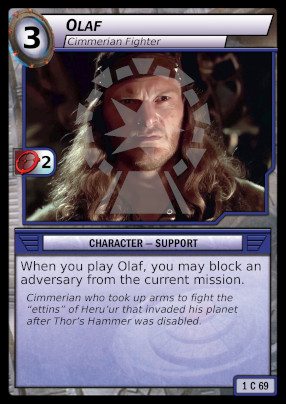 3
OLAF
Cimmerian Fighter
2
CHARACTER – SUPPORT
When you play Olaf, you may block an
adversary from the current mission.
Cimmerian who took up arms to fight the
“ettins” of Heru’ur that invaded his planet
after Thor’s Hammer was disabled.
1 C 69